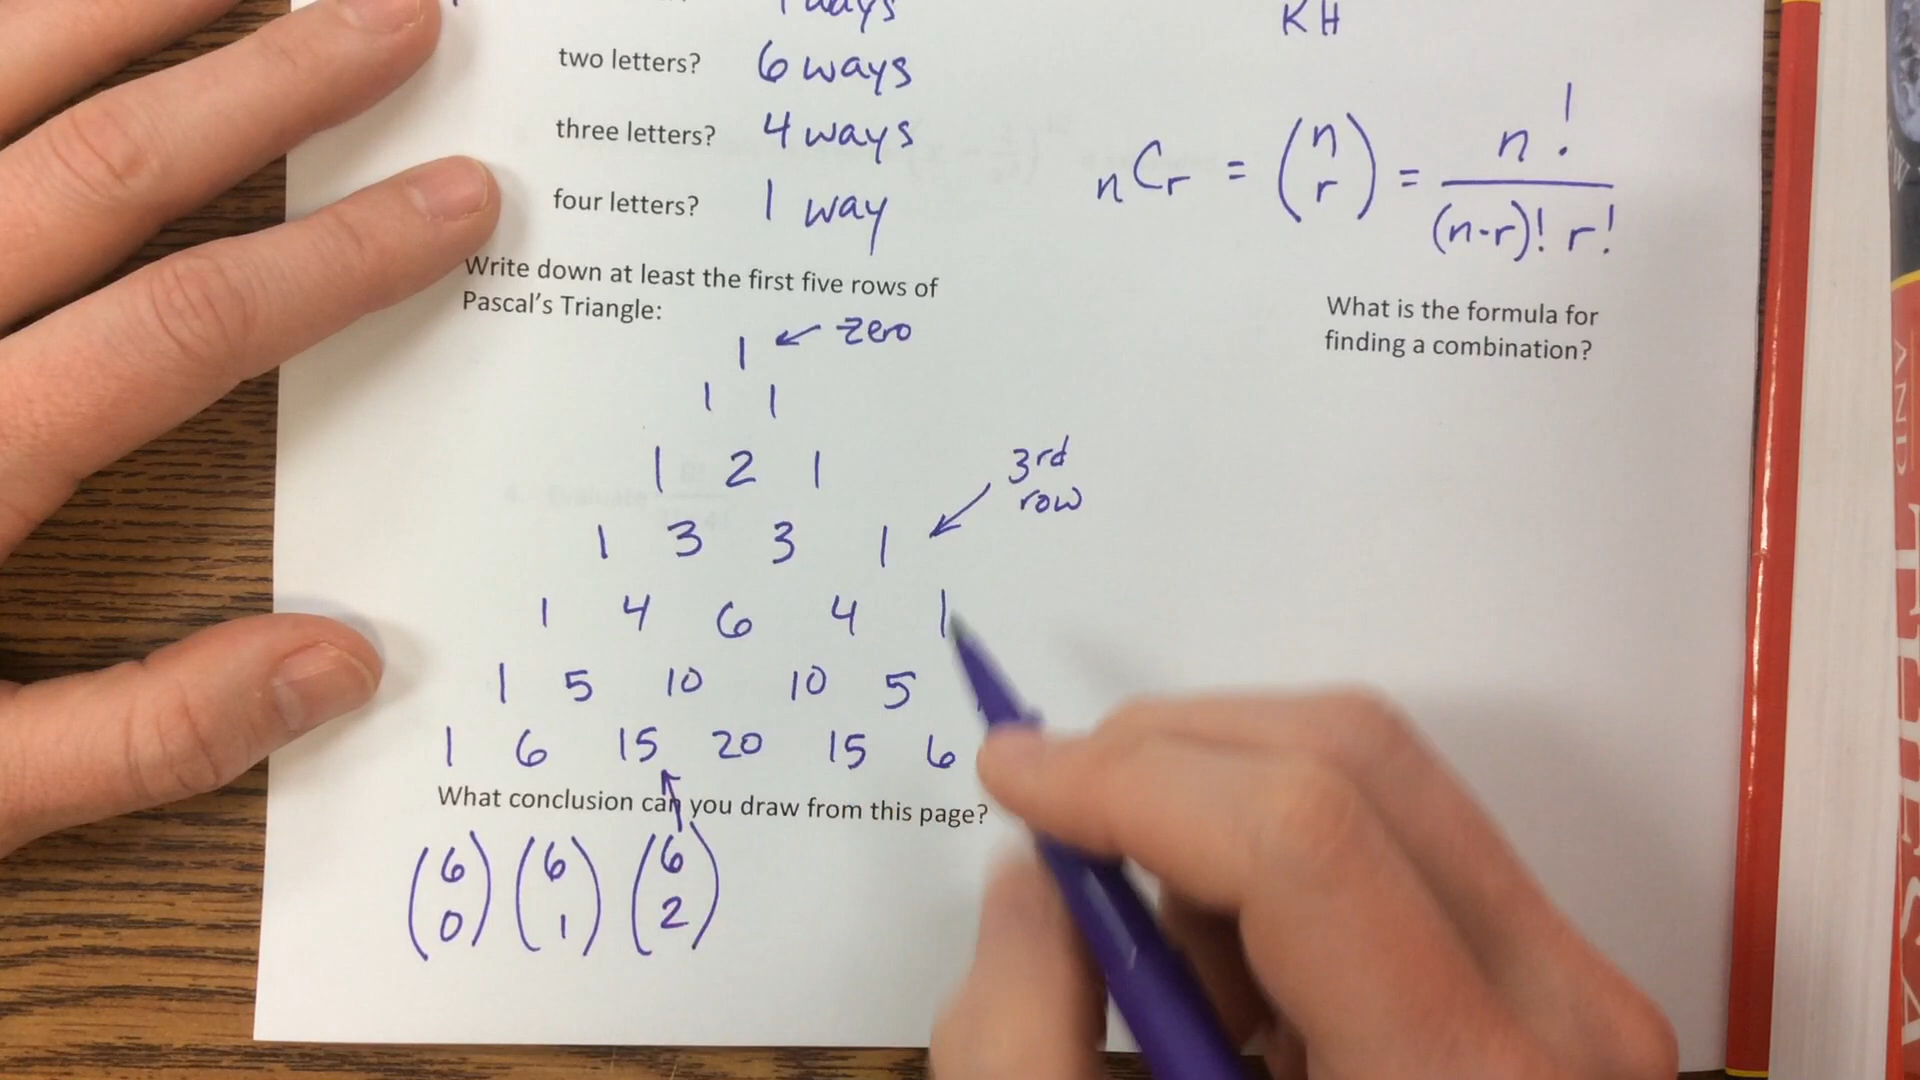 ways
KH
two letters? 6 ways
three letters? 4 ways
four letters? 1 way
nCr = (n r) = n! / (n-r)! r!
Write down at least the first five rows of
Pascal's Triangle:
What is the formula for
finding a combination?
1 ← zero
1 1
1 2 1
3rd
row
1 3 3 1
1 4 6 4 1
1 5 10 10 5
1 6 15 20 15 6
What conclusion can you draw from this page?
(6 0) (6 1) (6 2)
AND